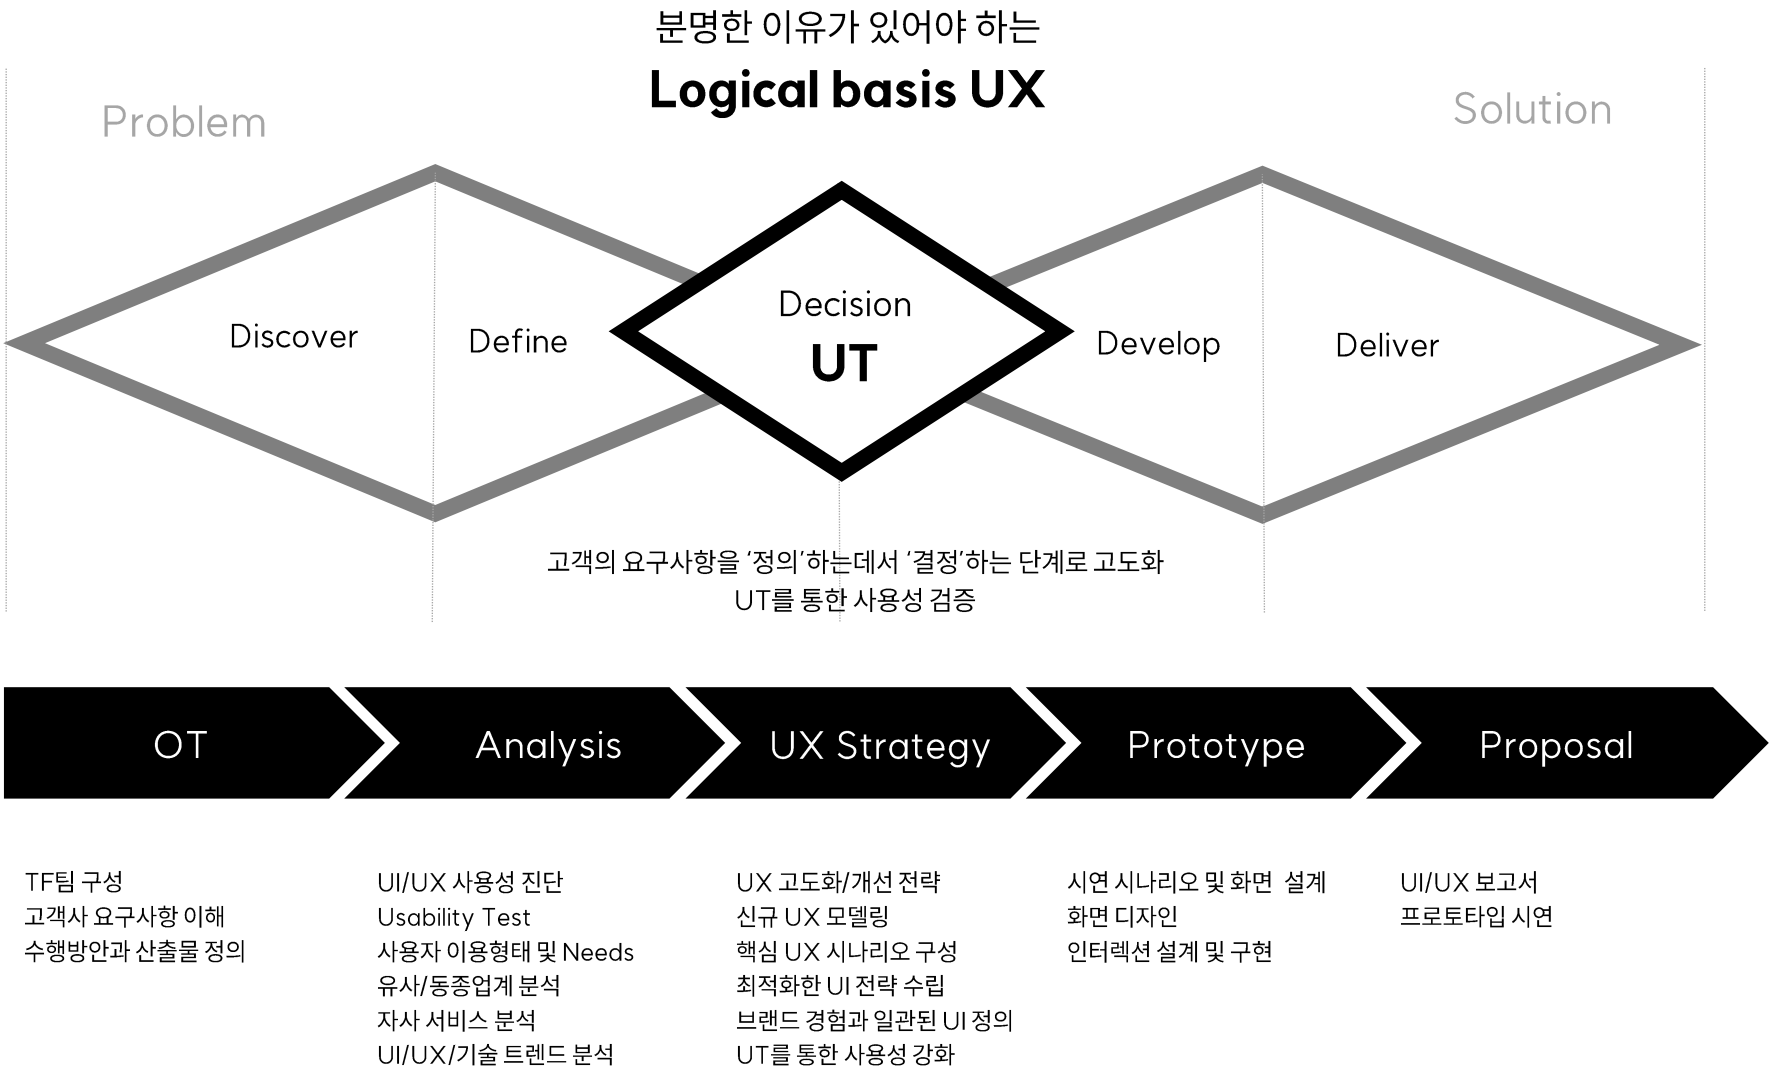 분명한 이유가 있어야 하는
Logical basis UX
Problem
Solution
Discover
Define
Decision
UT
Develop
Deliver
고객의 요구사항을 ‘정의’하는데서 ‘결정’하는 단계로 고도화
UT를 통한 사용성 검증
OT
Analysis
UX Strategy
Prototype
Proposal
TF팀 구성
고객사 요구사항 이해
수행방안과 산출물 정의
UI/UX 사용성 진단
Usability Test
사용자 이용형태 및 Needs
유사/동종업계 분석
자사 서비스 분석
UI/UX/기술 트렌드 분석
UX 고도화/개선 전략
신규 UX 모델링
핵심 UX 시나리오 구성
최적화한 UI 전략 수립
브랜드 경험과 일관된 UI 정의
UT를 통한 사용성 강화
시연 시나리오 및 화면 설계
화면 디자인
인터렉션 설계 및 구현
UI/UX 보고서
프로토타입 시연